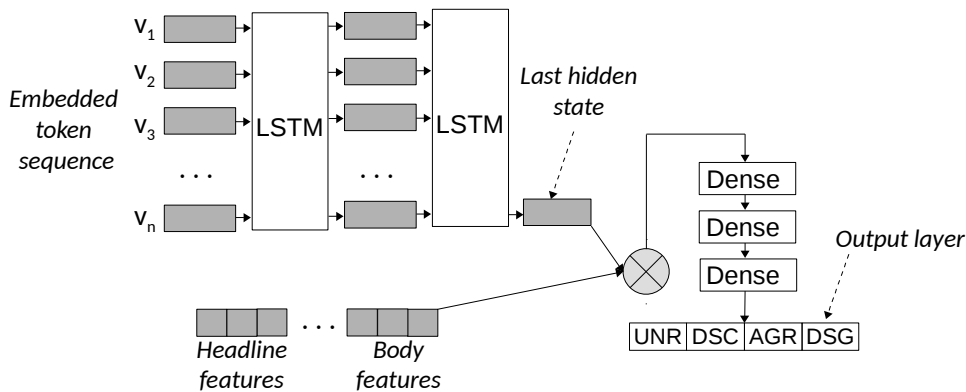 v1
v2
v3
...
vn
Embedded
token
sequence
LSTM
...
LSTM
Last hidden
state
Dense
Dense
Dense
Output layer
UNR DSC AGR DSG
...
Headline
features
Body
features